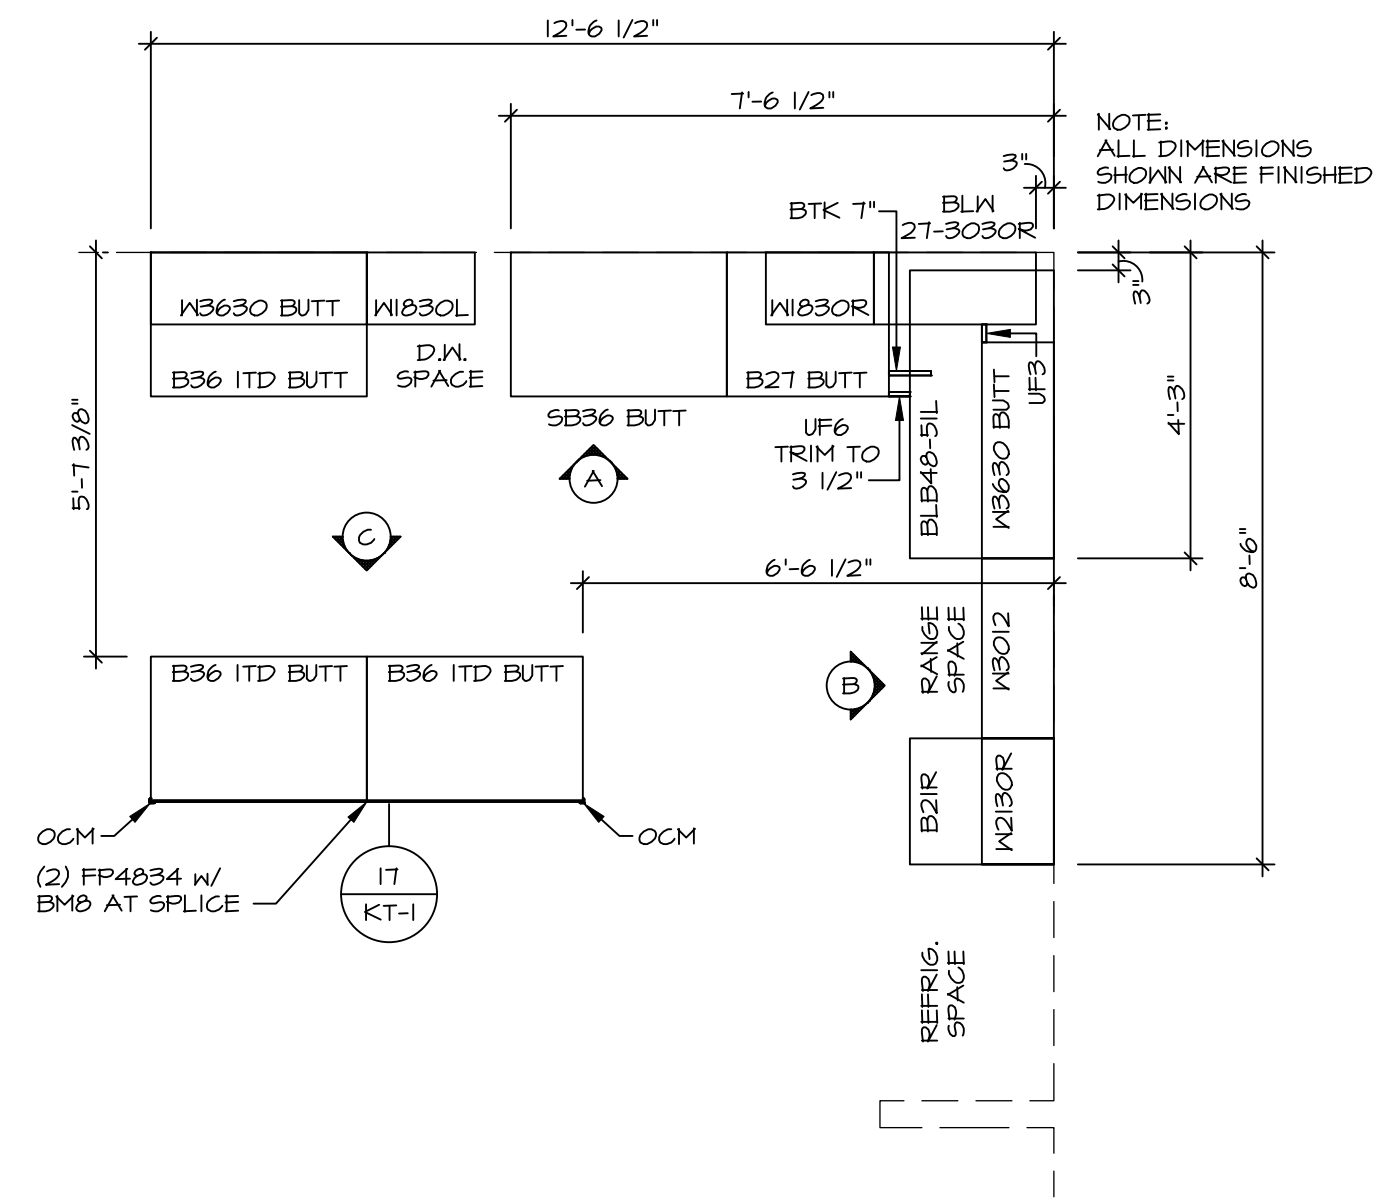 12'-6 1/2"
7'-6 1/2"
NOTE:
ALL DIMENSIONS
SHOWN ARE FINISHED
DIMENSIONS
3"
BTK 7"
BLW
27-3030R
W3630 BUTT
W1830L
W1830R
3"
B36 1TD BUTT
D.W.
SPACE
B27 BUTT
UF3
SB36 BUTT
UF6
TRIM TO
3 1/2"
BLB48-51L
W3630 BUTT
4'-3"
5'-7 3/8"
A
C
6'-6 1/2"
8'-6"
RANGE
SPACE
W3012
B36 1TD BUTT
B36 1TD BUTT
B
B21R
W2130R
OCM
OCM
(2) FP4834 W/
BM8 AT SPLICE
17
KT-1
REFRIG.
SPACE